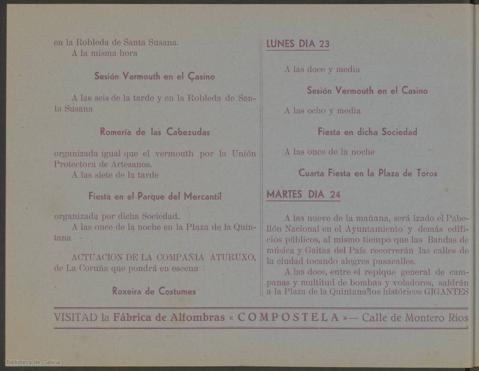 en la Robleda de Santa Susana.
A la misma hora
Sesión Vermouth en el Casino
A las seis de la tarde y en la Robleda de San-
ta Susana
Romería de las Cabezudas
organizada igual que el vermouth por la Unión
Protectora de Artesanos.
A las siete de la tarde
Fiesta en el Parque del Mercantil
organizada por dicha Sociedad.
A las once de la noche en la Plaza de la Quin-
tana
ACTUACION DE LA COMPAÑIA ATURUXO,
de La Coruña que pondrá en escena
Roxeira de Costumes
LUNES DIA 23
A las doce y media
Sesión Vermouth en el Casino
A las ocho y media
Fiesta en dicha Sociedad
A las once de la noche
Cuarta Fiesta en la Plaza de Toros
MARTES DIA 24
A las nueve de la mañana, será izado el Pabe-
llón Nacional en el Ayuntamiento y demás edifi-
cios públicos, al mismo tiempo que las Bandas de
música y Gaitas del País recorrerán las calles de
la ciudad tocando alegres pasacalles.
A las doce, entre el repique general de cam-
panas y multitud de bombas y voladores, saldrán
a la Plaza de la Quintana los históricos GIGANTES
VISITAD la Fábrica de Alfombras « COMPOSTELA »— Calle de Montero Ríos